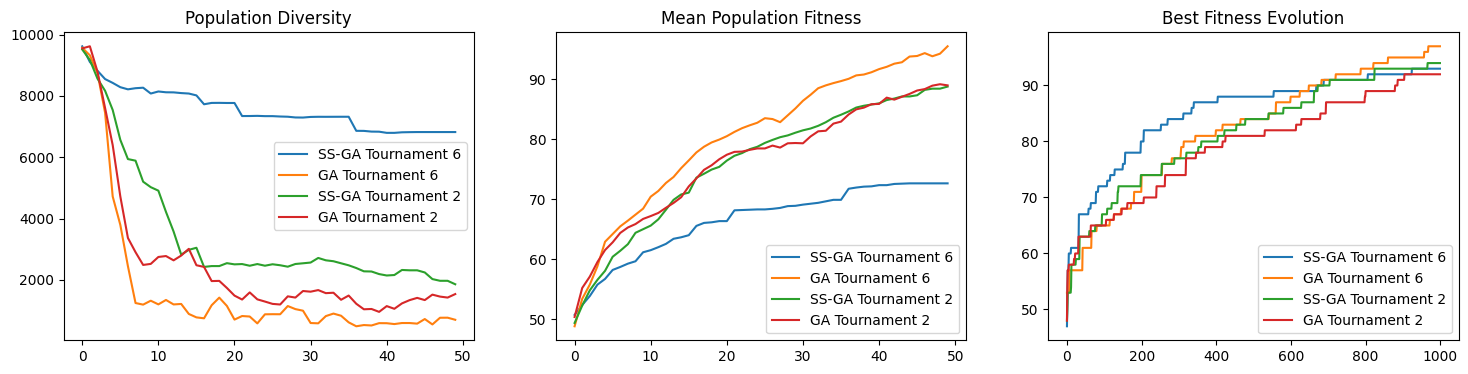 Population Diversity
10000
8000
6000
4000
2000
0 10 20 30 40 50
SS-GA Tournament 6
GA Tournament 6
SS-GA Tournament 2
GA Tournament 2
Mean Population Fitness
90
80
70
60
50
0 10 20 30 40 50
SS-GA Tournament 6
GA Tournament 6
SS-GA Tournament 2
GA Tournament 2
Best Fitness Evolution
90
80
70
60
50
0 200 400 600 800 1000
SS-GA Tournament 6
GA Tournament 6
SS-GA Tournament 2
GA Tournament 2